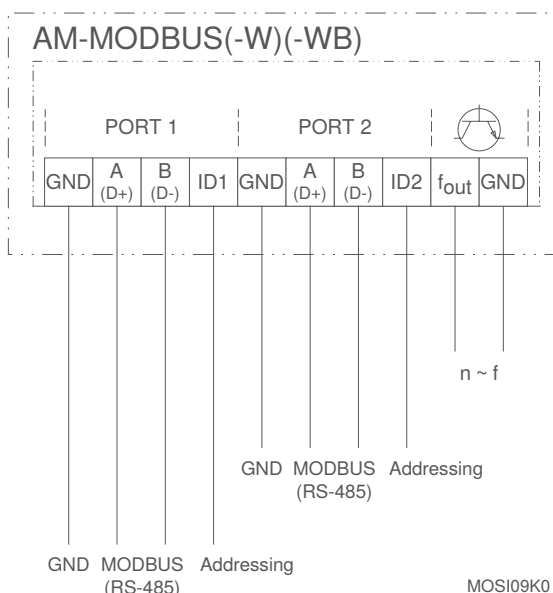 AM-MODBUS(-W)(-WB)
PORT 1 PORT 2
GND A (D+) B (D-) ID1 GND A (D+) B (D-) ID2 fout GND
n ~ f
GND MODBUS (RS-485) Addressing
GND MODBUS (RS-485) Addressing
MOSI09K0